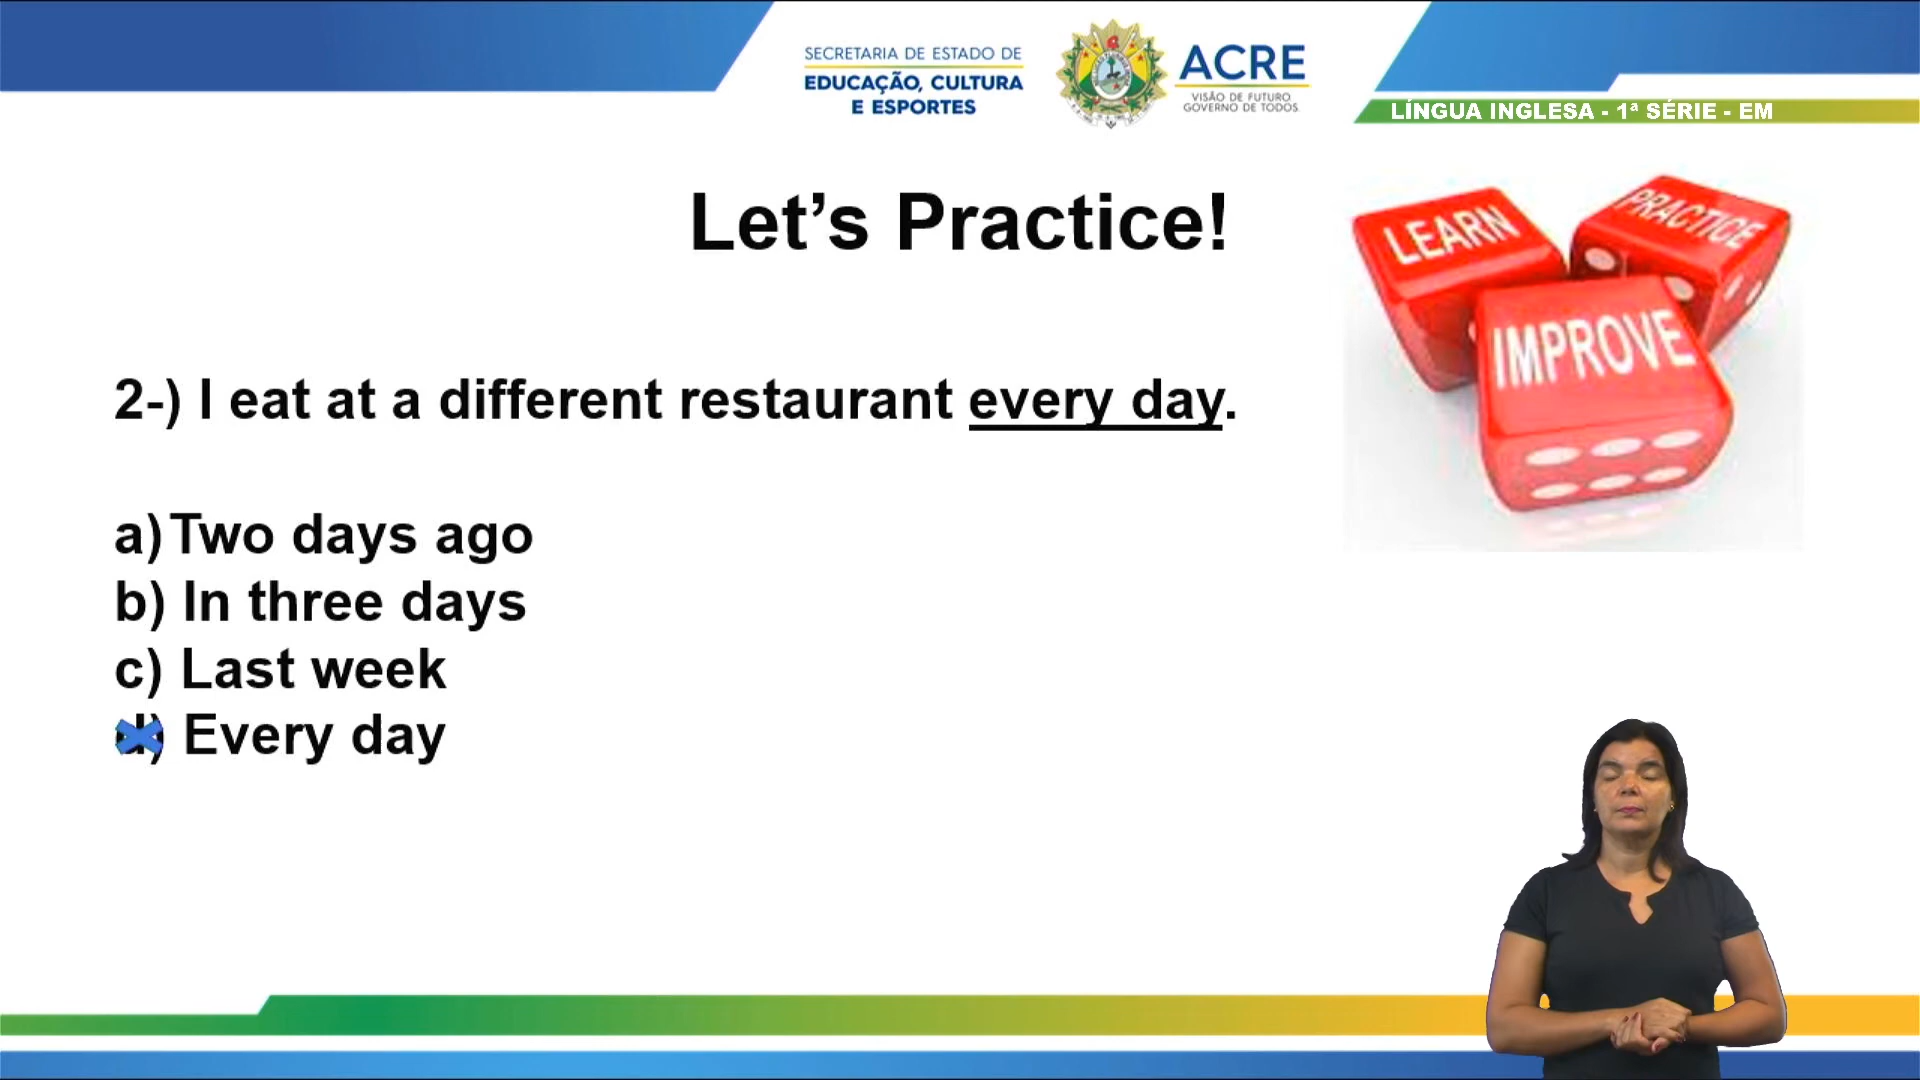 SECRETARIA DE ESTADO DE
EDUCAÇÃO, CULTURA
E ESPORTES
ACRE
VISÃO DE FUTURO
GOVERNO DE TODOS
LÍNGUA INGLESA - 1ª SÉRIE - EM
Let’s Practice!
LEARN
PRACTICE
IMPROVE
2-) I eat at a different restaurant every day.
a) Two days ago
b) In three days
c) Last week
d) Every day